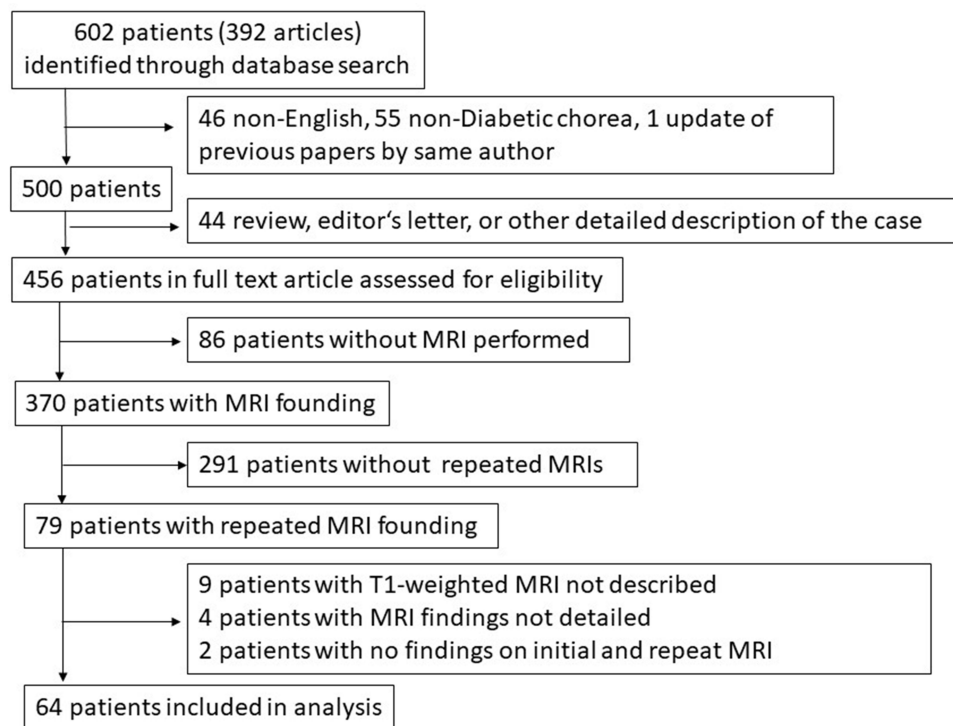 602 patients (392 articles)
identified through database search
46 non-English, 55 non-Diabetic chorea, 1 update of
previous papers by same author
500 patients
44 review, editor‘s letter, or other detailed description of the case
456 patients in full text article assessed for eligibility
86 patients without MRI performed
370 patients with MRI founding
291 patients without repeated MRIs
79 patients with repeated MRI founding
9 patients with T1-weighted MRI not described
4 patients with MRI findings not detailed
2 patients with no findings on initial and repeat MRI
64 patients included in analysis